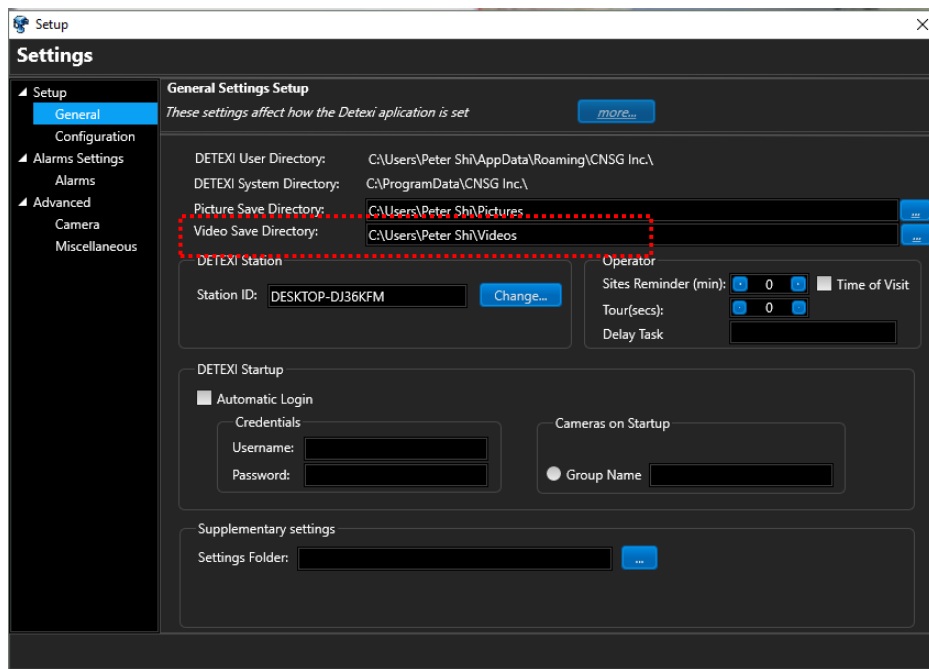 Setup
Settings
Setup
General
Configuration
Alarms Settings
Alarms
Advanced
Camera
Miscellaneous
General Settings Setup
These settings affect how the Detexi aplication is set
more...
DETEXI User Directory: C:\Users\Peter Shi\AppData\Roaming\CNSG Inc.\
DETEXI System Directory: C:\ProgramData\CNSG Inc.\
Picture Save Directory: C:\Users\Peter Shi\Pictures ...
Video Save Directory: C:\Users\Peter Shi\Videos ...
DETEXI Station
Station ID: DESKTOP-DJ36KFM Change...
Operator
Sites Reminder (min): 0 Time of Visit
Tour(secs): 0
Delay Task
DETEXI Startup
Automatic Login
Credentials
Username:
Password:
Cameras on Startup
Group Name
Supplementary settings
Settings Folder: ...